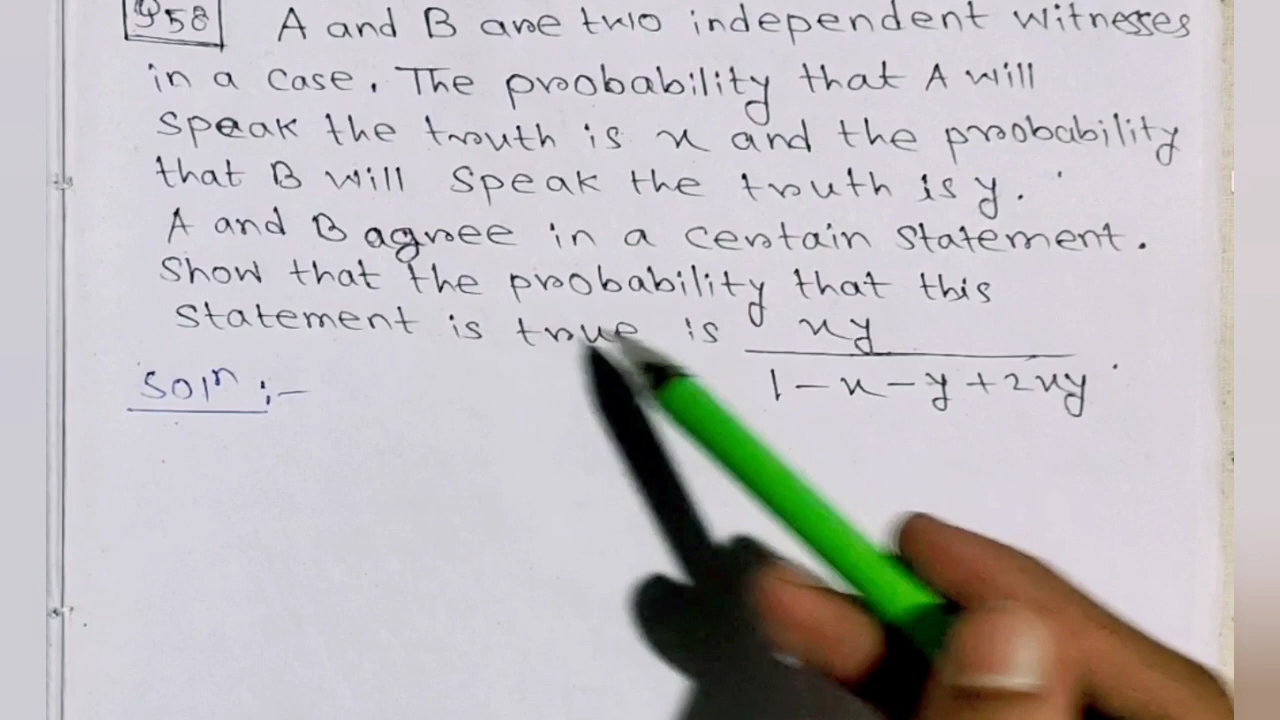 Q58 A and B are two independent witnesses
in a case. The probability that A will
speak the truth is x and the probability
that B will speak the truth is y.
A and B agree in a certain statement.
Show that the probability that this
statement is true is xy / 1-x-y+2xy.
Solⁿ :-